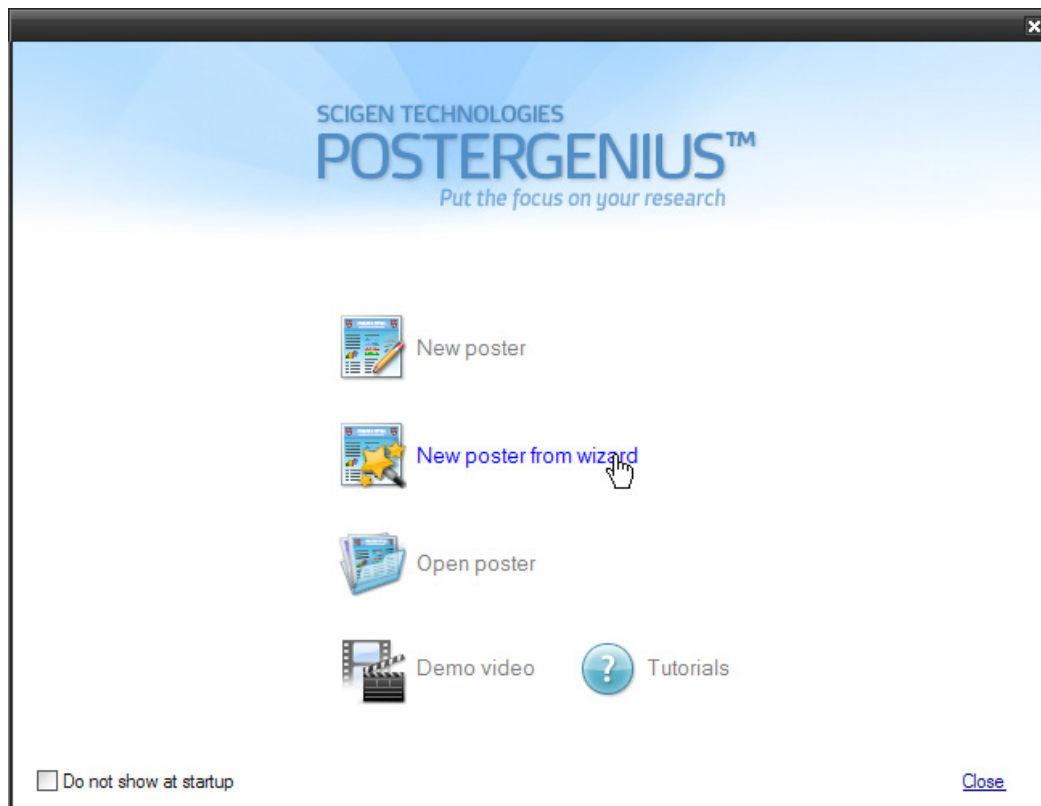 SCIGEN TECHNOLOGIES
POSTERGENIUS™
Put the focus on your research
New poster
New poster from wizard
Open poster
Demo video
? Tutorials
Do not show at startup
Close